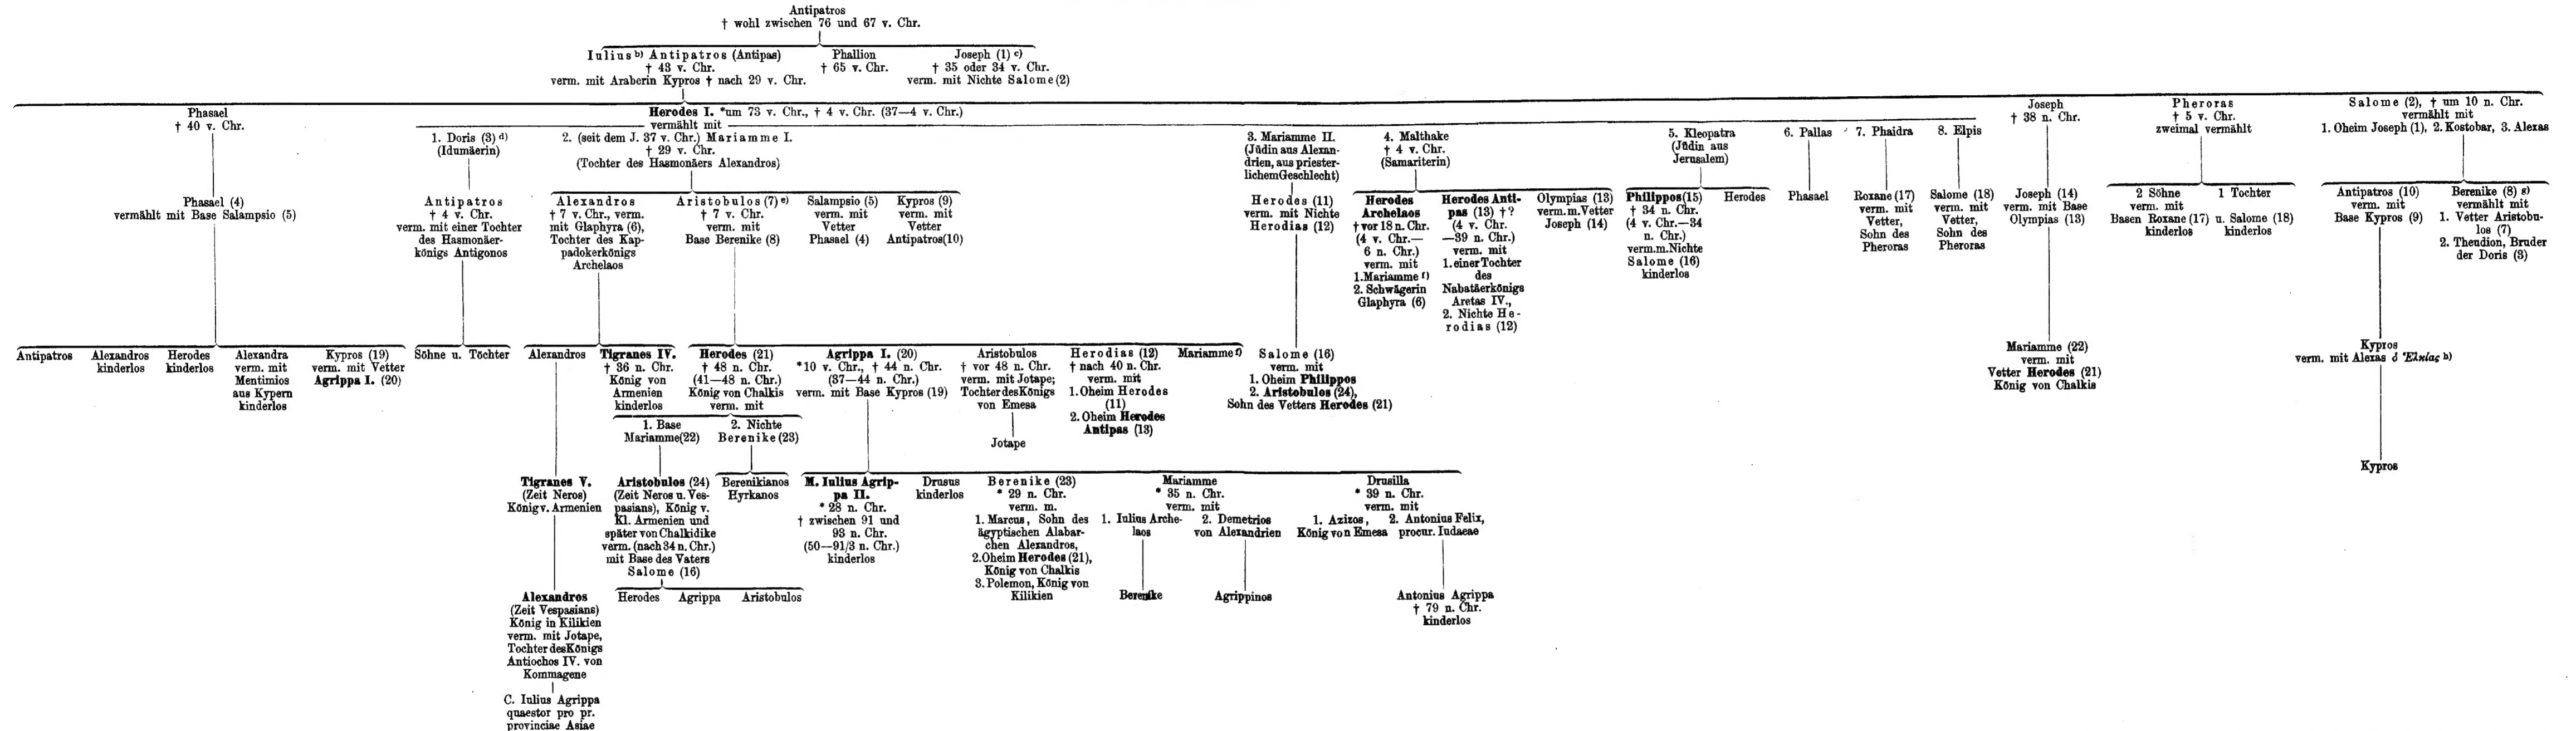 Antipatros
† wohl zwischen 76 und 67 v. Chr.
Iulius b) Antipatros (Antipas)
† 43 v. Chr.
verm. mit Araberin Kypros † nach 29 v. Chr.
Phallion
† 65 v. Chr.
Joseph (1) c)
† 35 oder 34 v. Chr.
verm. mit Nichte Salome (2)
Phasael
† 40 v. Chr.
Herodes I. *um 73 v. Chr., † 4 v. Chr. (37—4 v. Chr.)
vermählt mit
Joseph
† 38 n. Chr.
Pheroras
† 5 v. Chr.
zweimal vermählt
Salome (2), † um 10 n. Chr.
vermählt mit
1. Oheim Joseph (1), 2. Kostobar, 3. Alexas
1. Doris (3) d)
(Idumäerin)
2. (seit dem J. 37 v. Chr.) Mariamme I.
† 29 v. Chr.
(Tochter des Hasmonäers Alexandros)
3. Mariamme II.
(Jüdin aus Alexan-
drien, aus priester-
lichem Geschlecht)
4. Malthake
† 4 v. Chr.
(Samariterin)
5. Kleopatra
(Jüdin aus
Jerusalem)
6. Pallas
7. Phaidra
8. Elpis
Phasael (4)
vermählt mit Base Salampsio (5)
Antipatros
† 4 v. Chr.
verm. mit einer Tochter
des Hasmonäer-
königs Antigonos
Alexandros
† 7 v. Chr., verm.
mit Glaphyra (6),
Tochter des Kap-
padokerkönigs
Archelaos
Aristobulos (7) e)
† 7 v. Chr.
verm. mit
Base Berenike (8)
Salampsio (5)
verm. mit
Vetter
Phasael (4)
Kypros (9)
verm. mit
Vetter
Antipatros (10)
Herodes (11)
verm. mit Nichte
Herodias (12)
Herodes
Archelaos
† vor 18 n. Chr.
(4 v. Chr.—
6 n. Chr.)
verm. mit
1. Mariamme f)
2. Schwägerin
Glaphyra (6)
Herodes Anti-
pas (13) †?
(4 v. Chr.
—39 n. Chr.)
verm. mit
1. einer Tochter
des
Nabatäerkönigs
Aretas IV.,
2. Nichte He-
rodias (12)
Olympias (13)
verm. m. Vetter
Joseph (14)
Philippos (15)
† 34 n. Chr.
(4 v. Chr.—34
n. Chr.)
verm. m. Nichte
Salome (16)
kinderlos
Herodes
Phasael
Roxane (17)
verm. mit
Vetter,
Sohn des
Pheroras
Salome (18)
verm. mit
Vetter,
Sohn des
Pheroras
Joseph (14)
verm. mit Base
Olympias (13)
2 Söhne
verm. mit
Basen Roxane (17) u. Salome (18)
kinderlos
1 Tochter
kinderlos
Antipatros (10)
verm. mit
Base Kypros (9)
Berenike (8) g)
vermählt mit
1. Vetter Aristobu-
los (7)
2. Theudion, Bruder
der Doris (3)
Antipatros
Alexandros
kinderlos
Herodes
kinderlos
Alexandra
verm. mit
Mentimios
aus Kypern
kinderlos
Kypros (19)
verm. mit Vetter
Agrippa I. (20)
Söhne u. Töchter
Alexandros
Tigranes IV.
† 36 n. Chr.
König von
Armenien
kinderlos
Herodes (21)
† 48 n. Chr.
(41—48 n. Chr.)
König von Chalkis
verm. mit
Agrippa I. (20)
*10 v. Chr., † 44 n. Chr.
(37—44 n. Chr.)
verm. mit Base Kypros (19)
Aristobulos
† vor 48 n. Chr.
verm. mit Jotape;
Tochter des Königs
von Emesa
Herodias (12)
† nach 40 n. Chr.
verm. mit
1. Oheim Herodes
(11)
2. Oheim Herodes
Antipas (13)
Mariamme f)
Salome (16)
verm. mit
1. Oheim Philippos
2. Aristobulos (24),
Sohn des Vetters Herodes (21)
Mariamme (22)
verm. mit
Vetter Herodes (21)
König von Chalkis
Kypros
verm. mit Alexas ὁ Ἑλκίας h)
1. Base
Mariamme (22)
2. Nichte
Berenike (23)
Jotape
Kypros
Tigranes V.
(Zeit Neros)
König v. Armenien
Aristobulos (24)
(Zeit Neros u. Ves-
pasians), König v.
Kl. Armenien und
später von Chalkidike
verm. (nach 34 n. Chr.)
mit Base des Vaters
Salome (16)
Berenikianos
Hyrkanos
M. Iulius Agrip-
pa II.
* 28 n. Chr.
† zwischen 91 und
93 n. Chr.
(50—91/3 n. Chr.)
kinderlos
Drusus
kinderlos
Berenike (23)
* 29 n. Chr.
verm. m.
1. Marcus, Sohn des
ägyptischen Alabar-
chen Alexandros,
2. Oheim Herodes (21),
König von Chalkis
3. Polemon, König von
Kilikien
Mariamme
* 35 n. Chr.
verm. mit
1. Iulius Arche-
laos
2. Demetrios
von Alexandrien
Drusilla
* 39 n. Chr.
verm. mit
1. Azizos,
König von Emesa
2. Antonius Felix,
procur. Iudaeae
Alexandros
(Zeit Vespasians)
König in Kilikien
verm. mit Jotape,
Tochter des Königs
Antiochos IV. von
Kommagene
Herodes
Agrippa
Aristobulos
Berenike
Agrippinos
Antonius Agrippa
† 79 n. Chr.
kinderlos
C. Iulius Agrippa
quaestor pro pr.
provinciae Asiae